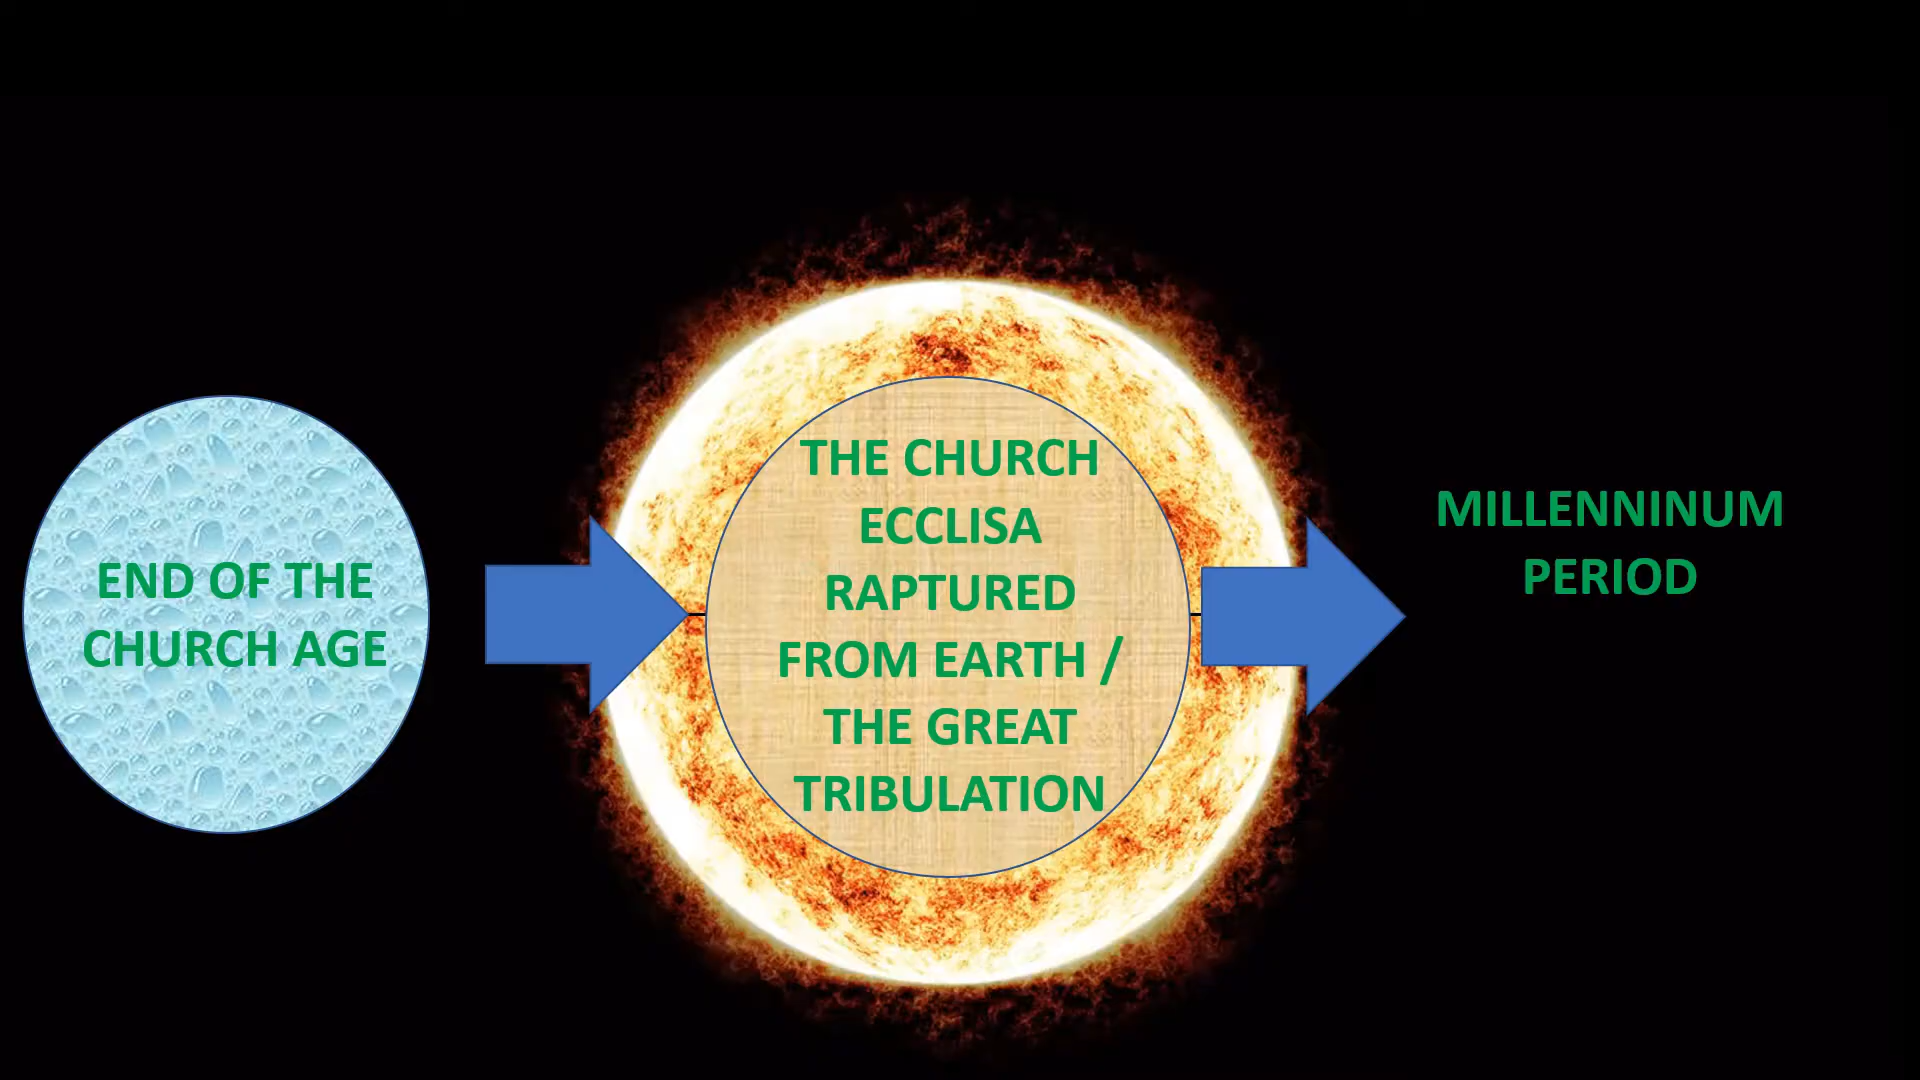 END OF THE
CHURCH AGE
THE CHURCH
ECCLISA
RAPTURED
FROM EARTH /
THE GREAT
TRIBULATION
MILLENNINUM
PERIOD